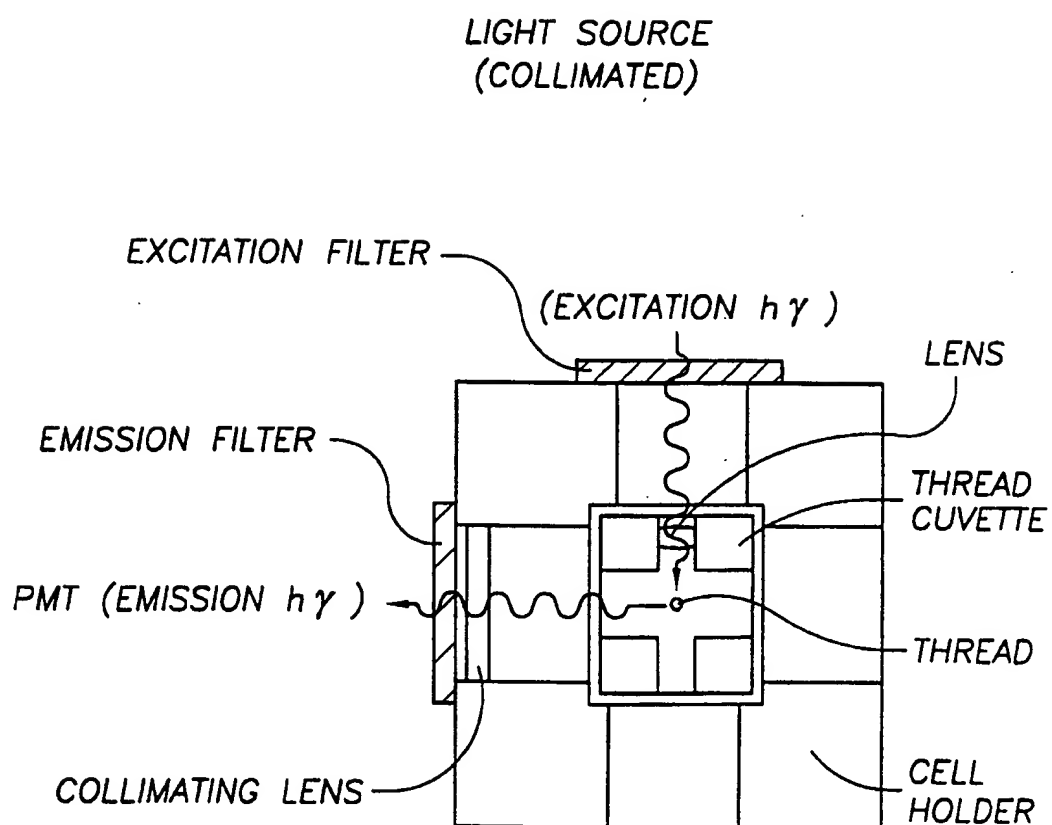 LIGHT SOURCE
(COLLIMATED)
EXCITATION FILTER
(EXCITATION hγ )
LENS
EMISSION FILTER
THREAD
CUVETTE
PMT (EMISSION hγ )
THREAD
COLLIMATING LENS
CELL
HOLDER